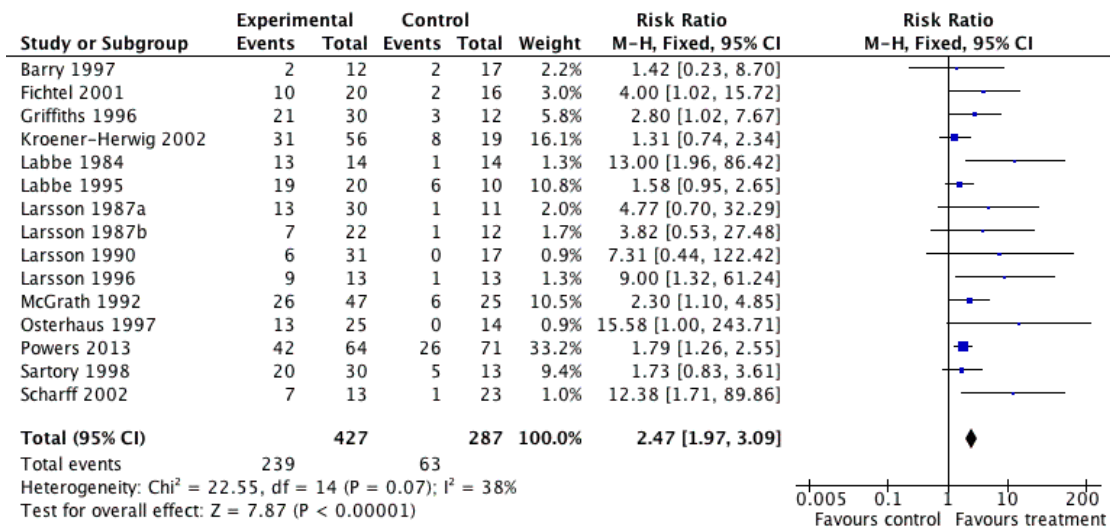 Experimental Control Risk Ratio Risk Ratio
Study or Subgroup Events Total Events Total Weight M-H, Fixed, 95% CI M-H, Fixed, 95% CI
Barry 1997 2 12 2 17 2.2% 1.42 [0.23, 8.70]
Fichtel 2001 10 20 2 16 3.0% 4.00 [1.02, 15.72]
Griffiths 1996 21 30 3 12 5.8% 2.80 [1.02, 7.67]
Kroener-Herwig 2002 31 56 8 19 16.1% 1.31 [0.74, 2.34]
Labbe 1984 13 14 1 14 1.3% 13.00 [1.96, 86.42]
Labbe 1995 19 20 6 10 10.8% 1.58 [0.95, 2.65]
Larsson 1987a 13 30 1 11 2.0% 4.77 [0.70, 32.29]
Larsson 1987b 7 22 1 12 1.7% 3.82 [0.53, 27.48]
Larsson 1990 6 31 0 17 0.9% 7.31 [0.44, 122.42]
Larsson 1996 9 13 1 13 1.3% 9.00 [1.32, 61.24]
McGrath 1992 26 47 6 25 10.5% 2.30 [1.10, 4.85]
Osterhaus 1997 13 25 0 14 0.9% 15.58 [1.00, 243.71]
Powers 2013 42 64 26 71 33.2% 1.79 [1.26, 2.55]
Sartory 1998 20 30 5 13 9.4% 1.73 [0.83, 3.61]
Scharff 2002 7 13 1 23 1.0% 12.38 [1.71, 89.86]
Total (95% CI) 427 287 100.0% 2.47 [1.97, 3.09]
Total events 239 63
Heterogeneity: Chi² = 22.55, df = 14 (P = 0.07); I² = 38%
Test for overall effect: Z = 7.87 (P < 0.00001)
0.005 0.1 1 10 200
Favours control Favours treatment